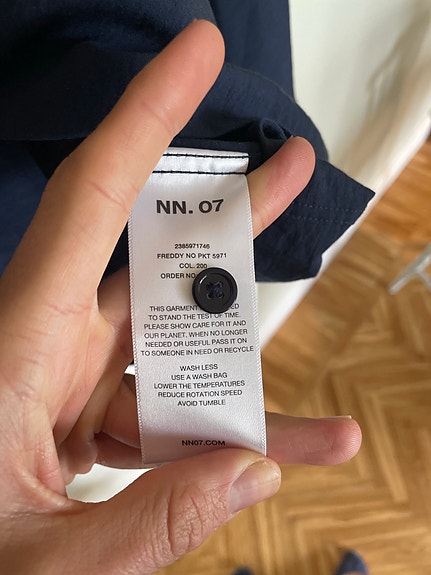 NN. 07
2385971746
FREDDY NO PKT 5971
COL. 200
ORDER NO.
THIS GARMENT
TO STAND THE TEST OF TIME.
PLEASE SHOW CARE FOR IT AND
OUR PLANET. WHEN NO LONGER
NEEDED OR USEFUL PASS IT ON
TO SOMEONE IN NEED OR RECYCLE
WASH LESS
USE A WASH BAG
LOWER THE TEMPERATURES
REDUCE ROTATION SPEED
AVOID TUMBLE
NN07.COM